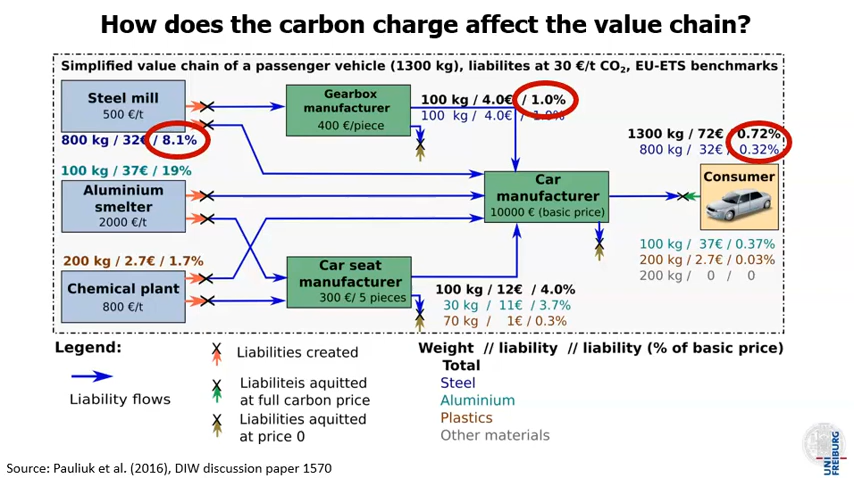 How does the carbon charge affect the value chain?
Simplified value chain of a passenger vehicle (1300 kg), liabilites at 30 €/t CO2, EU-ETS benchmarks
Steel mill
500 €/t
800 kg / 32€ / 8.1%
Gearbox
manufacturer
400 €/piece
100 kg / 4.0€ / 1.0%
100 kg / 4.0€ / 1.0%
1300 kg / 72€ / 0.72%
800 kg / 32€ / 0.32%
100 kg / 37€ / 19%
Aluminium
smelter
2000 €/t
Car
manufacturer
10000 € (basic price)
Consumer
200 kg / 2.7€ / 1.7%
Chemical plant
800 €/t
Car seat
manufacturer
300 €/ 5 pieces
100 kg / 12€ / 4.0%
30 kg / 11€ / 3.7%
70 kg / 1€ / 0.3%
100 kg / 37€ / 0.37%
200 kg / 2.7€ / 0.03%
200 kg / 0 / 0
Legend:
Liability flows
Liabilities created
Liabiliteis aquitted
at full carbon price
Liabilities aquitted
at price 0
Weight // liability // liability (% of basic price)
Total
Steel
Aluminium
Plastics
Other materials
Source: Pauliuk et al. (2016), DIW discussion paper 1570
UNI
FREIBURG